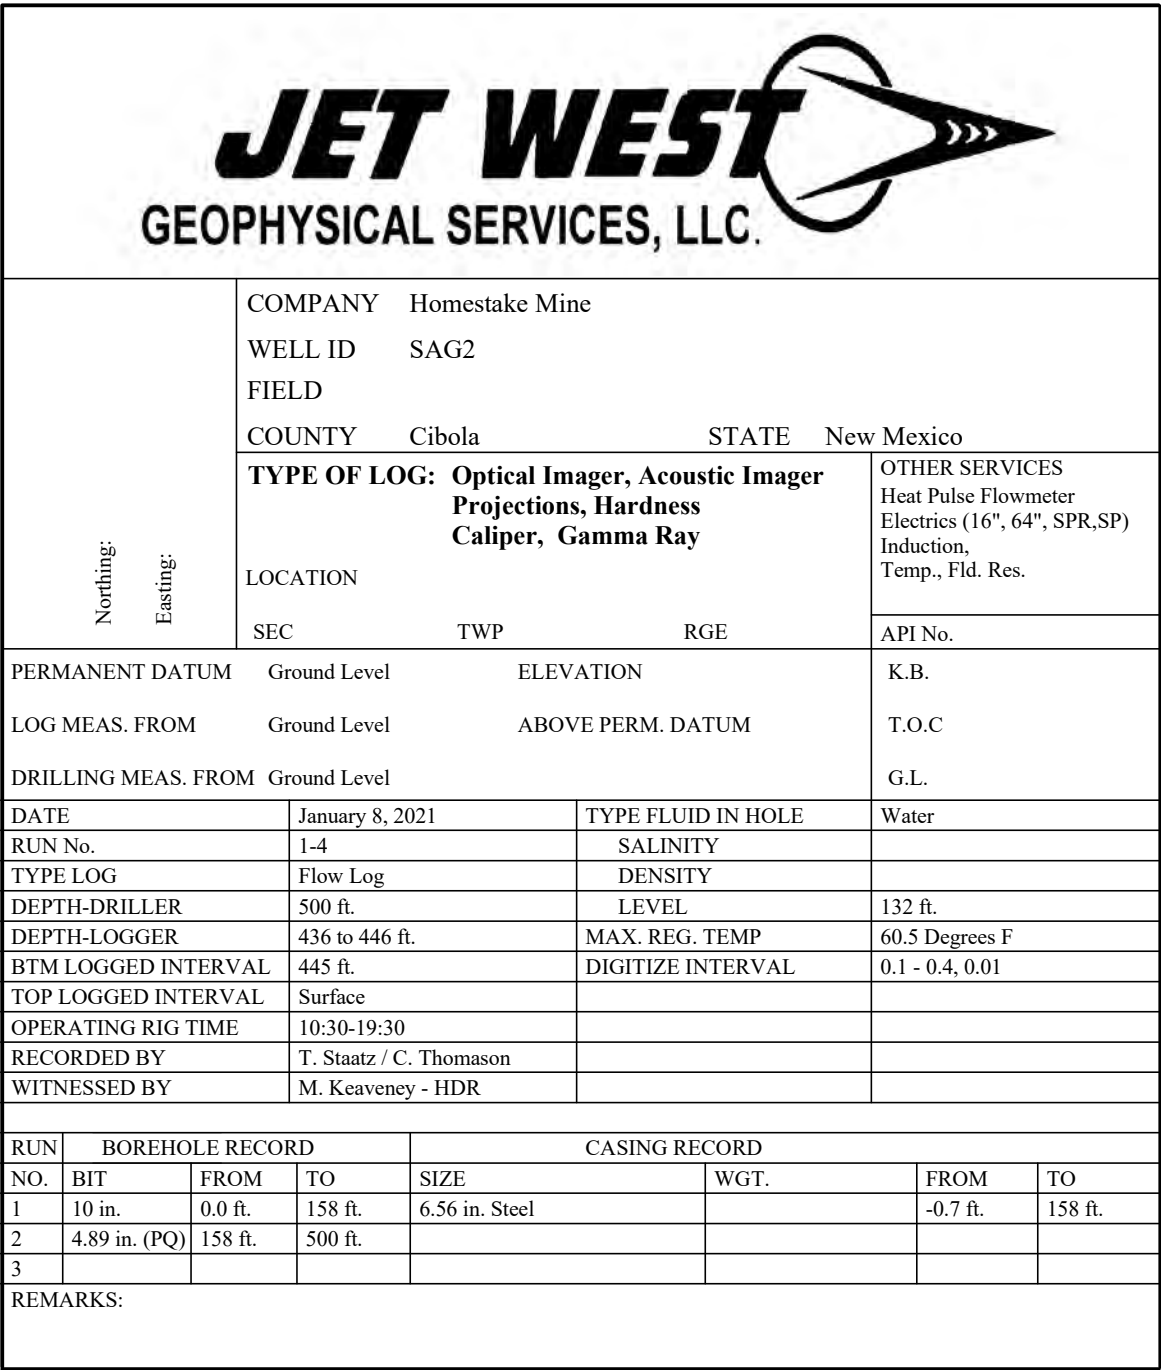 JET WEST
GEOPHYSICAL SERVICES, LLC.
Northing:
Easting:
COMPANY Homestake Mine
WELL ID SAG2
FIELD
COUNTY Cibola STATE New Mexico
TYPE OF LOG: Optical Imager, Acoustic Imager
Projections, Hardness
Caliper, Gamma Ray
LOCATION
SEC TWP RGE
OTHER SERVICES
Heat Pulse Flowmeter
Electrics (16", 64", SPR,SP)
Induction,
Temp., Fld. Res.
API No.
PERMANENT DATUM Ground Level ELEVATION K.B.
LOG MEAS. FROM Ground Level ABOVE PERM. DATUM T.O.C
DRILLING MEAS. FROM Ground Level G.L.
DATE January 8, 2021 TYPE FLUID IN HOLE Water
RUN No. 1-4 SALINITY
TYPE LOG Flow Log DENSITY
DEPTH-DRILLER 500 ft. LEVEL 132 ft.
DEPTH-LOGGER 436 to 446 ft. MAX. REG. TEMP 60.5 Degrees F
BTM LOGGED INTERVAL 445 ft. DIGITIZE INTERVAL 0.1 - 0.4, 0.01
TOP LOGGED INTERVAL Surface
OPERATING RIG TIME 10:30-19:30
RECORDED BY T. Staatz / C. Thomason
WITNESSED BY M. Keaveney - HDR
RUN BOREHOLE RECORD CASING RECORD
NO. BIT FROM TO SIZE WGT. FROM TO
1 10 in. 0.0 ft. 158 ft. 6.56 in. Steel -0.7 ft. 158 ft.
2 4.89 in. (PQ) 158 ft. 500 ft.
3
REMARKS: